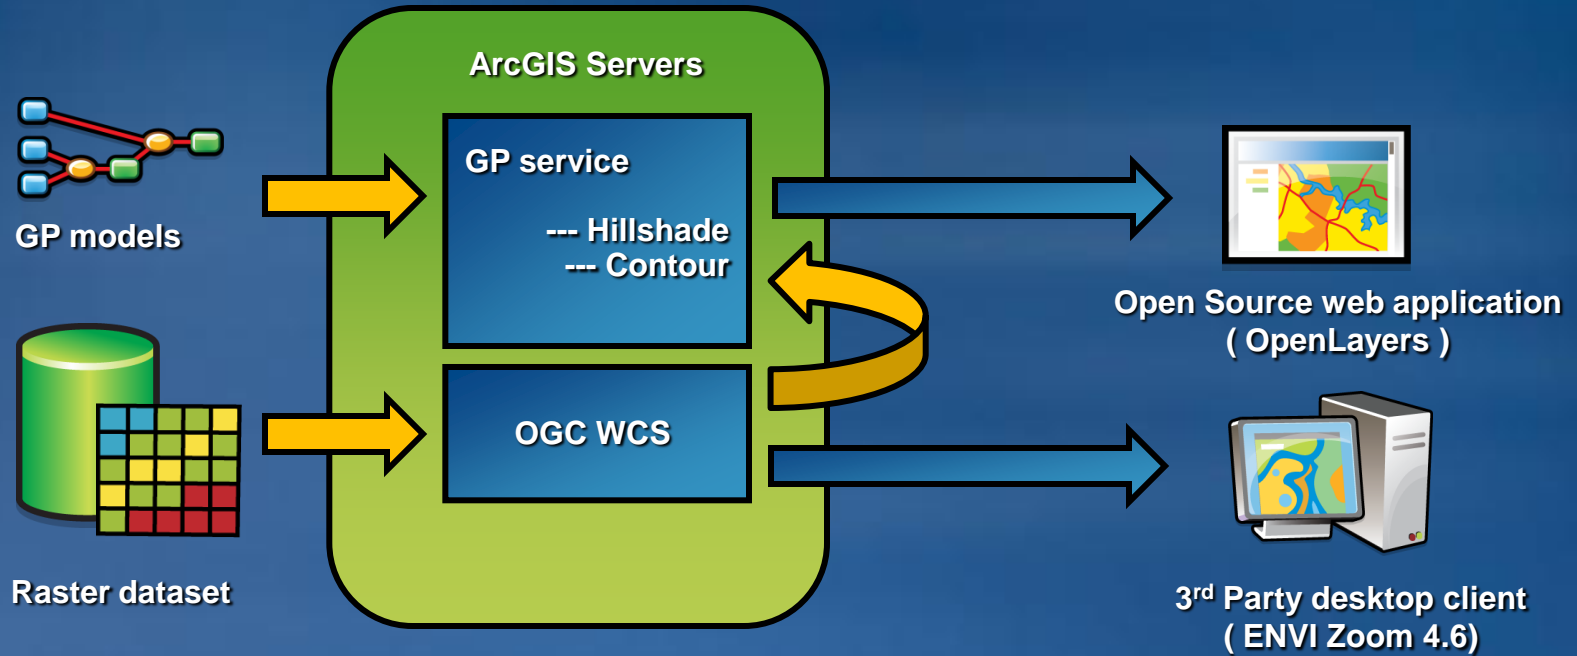 ArcGIS Servers
GP models
GP service
--- Hillshade
--- Contour
Open Source web application
( OpenLayers )
Raster dataset
OGC WCS
3rd Party desktop client
( ENVI Zoom 4.6)